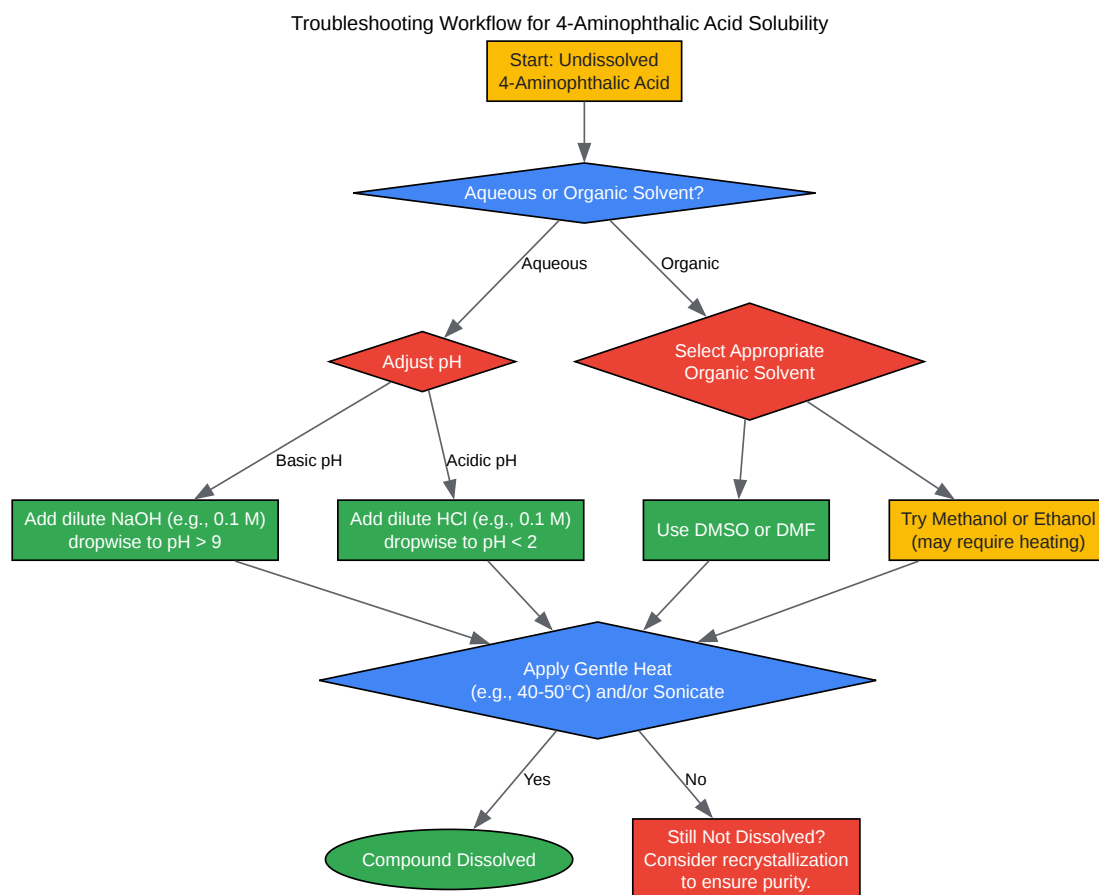 Troubleshooting Workflow for 4-Aminophthalic Acid Solubility
Start: Undissolved
4-Aminophthalic Acid
Aqueous or Organic Solvent?
Aqueous
Organic
Adjust pH
Select Appropriate
Organic Solvent
Basic pH
Acidic pH
Add dilute NaOH (e.g., 0.1 M)
dropwise to pH > 9
Add dilute HCl (e.g., 0.1 M)
dropwise to pH < 2
Use DMSO or DMF
Try Methanol or Ethanol
(may require heating)
Apply Gentle Heat
(e.g., 40-50°C) and/or Sonicate
Yes
No
Compound Dissolved
Still Not Dissolved?
Consider recrystallization
to ensure purity.